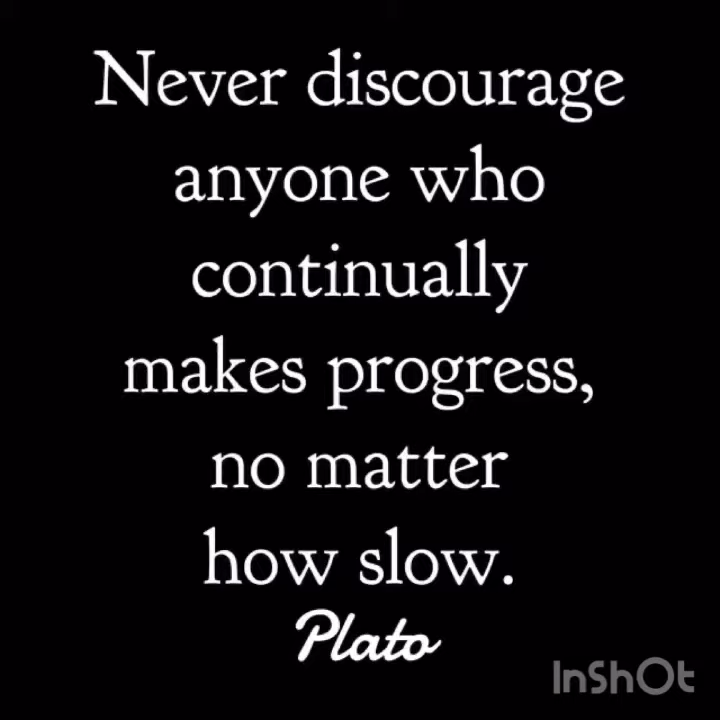 Never discourage
anyone who
continually
makes progress,
no matter
how slow.
Plato
InShOt